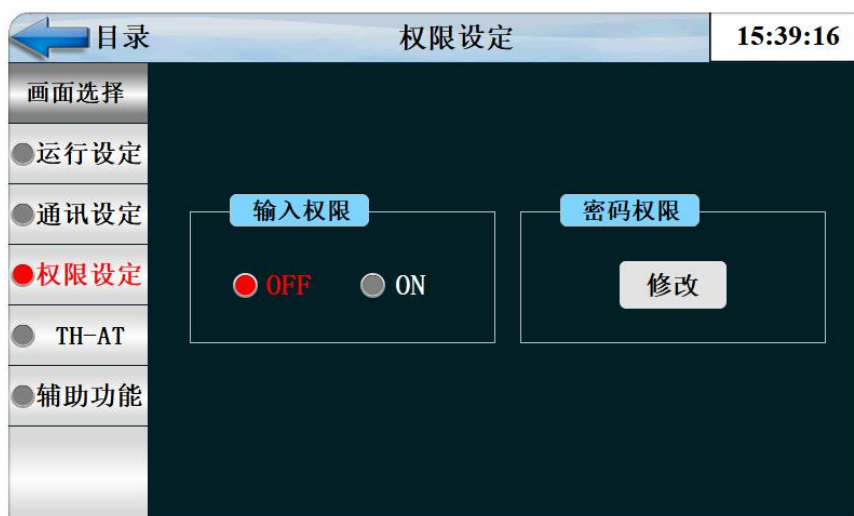 目录
权限设定
15:39:16
画面选择
运行设定
通讯设定
权限设定
TH-AT
辅助功能
输入权限
OFF
ON
密码权限
修改